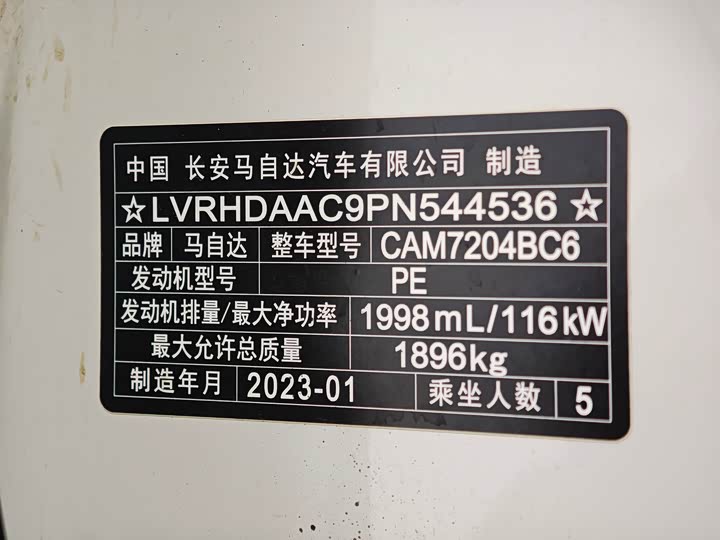 中国 长安马自达汽车有限公司 制造
☆LVRHDAAC9PN544536☆
品牌 马自达 整车型号 CAM7204BC6
发动机型号 PE
发动机排量/最大净功率 1998mL/116kW
最大允许总质量 1896kg
制造年月 2023-01 乘坐人数 5